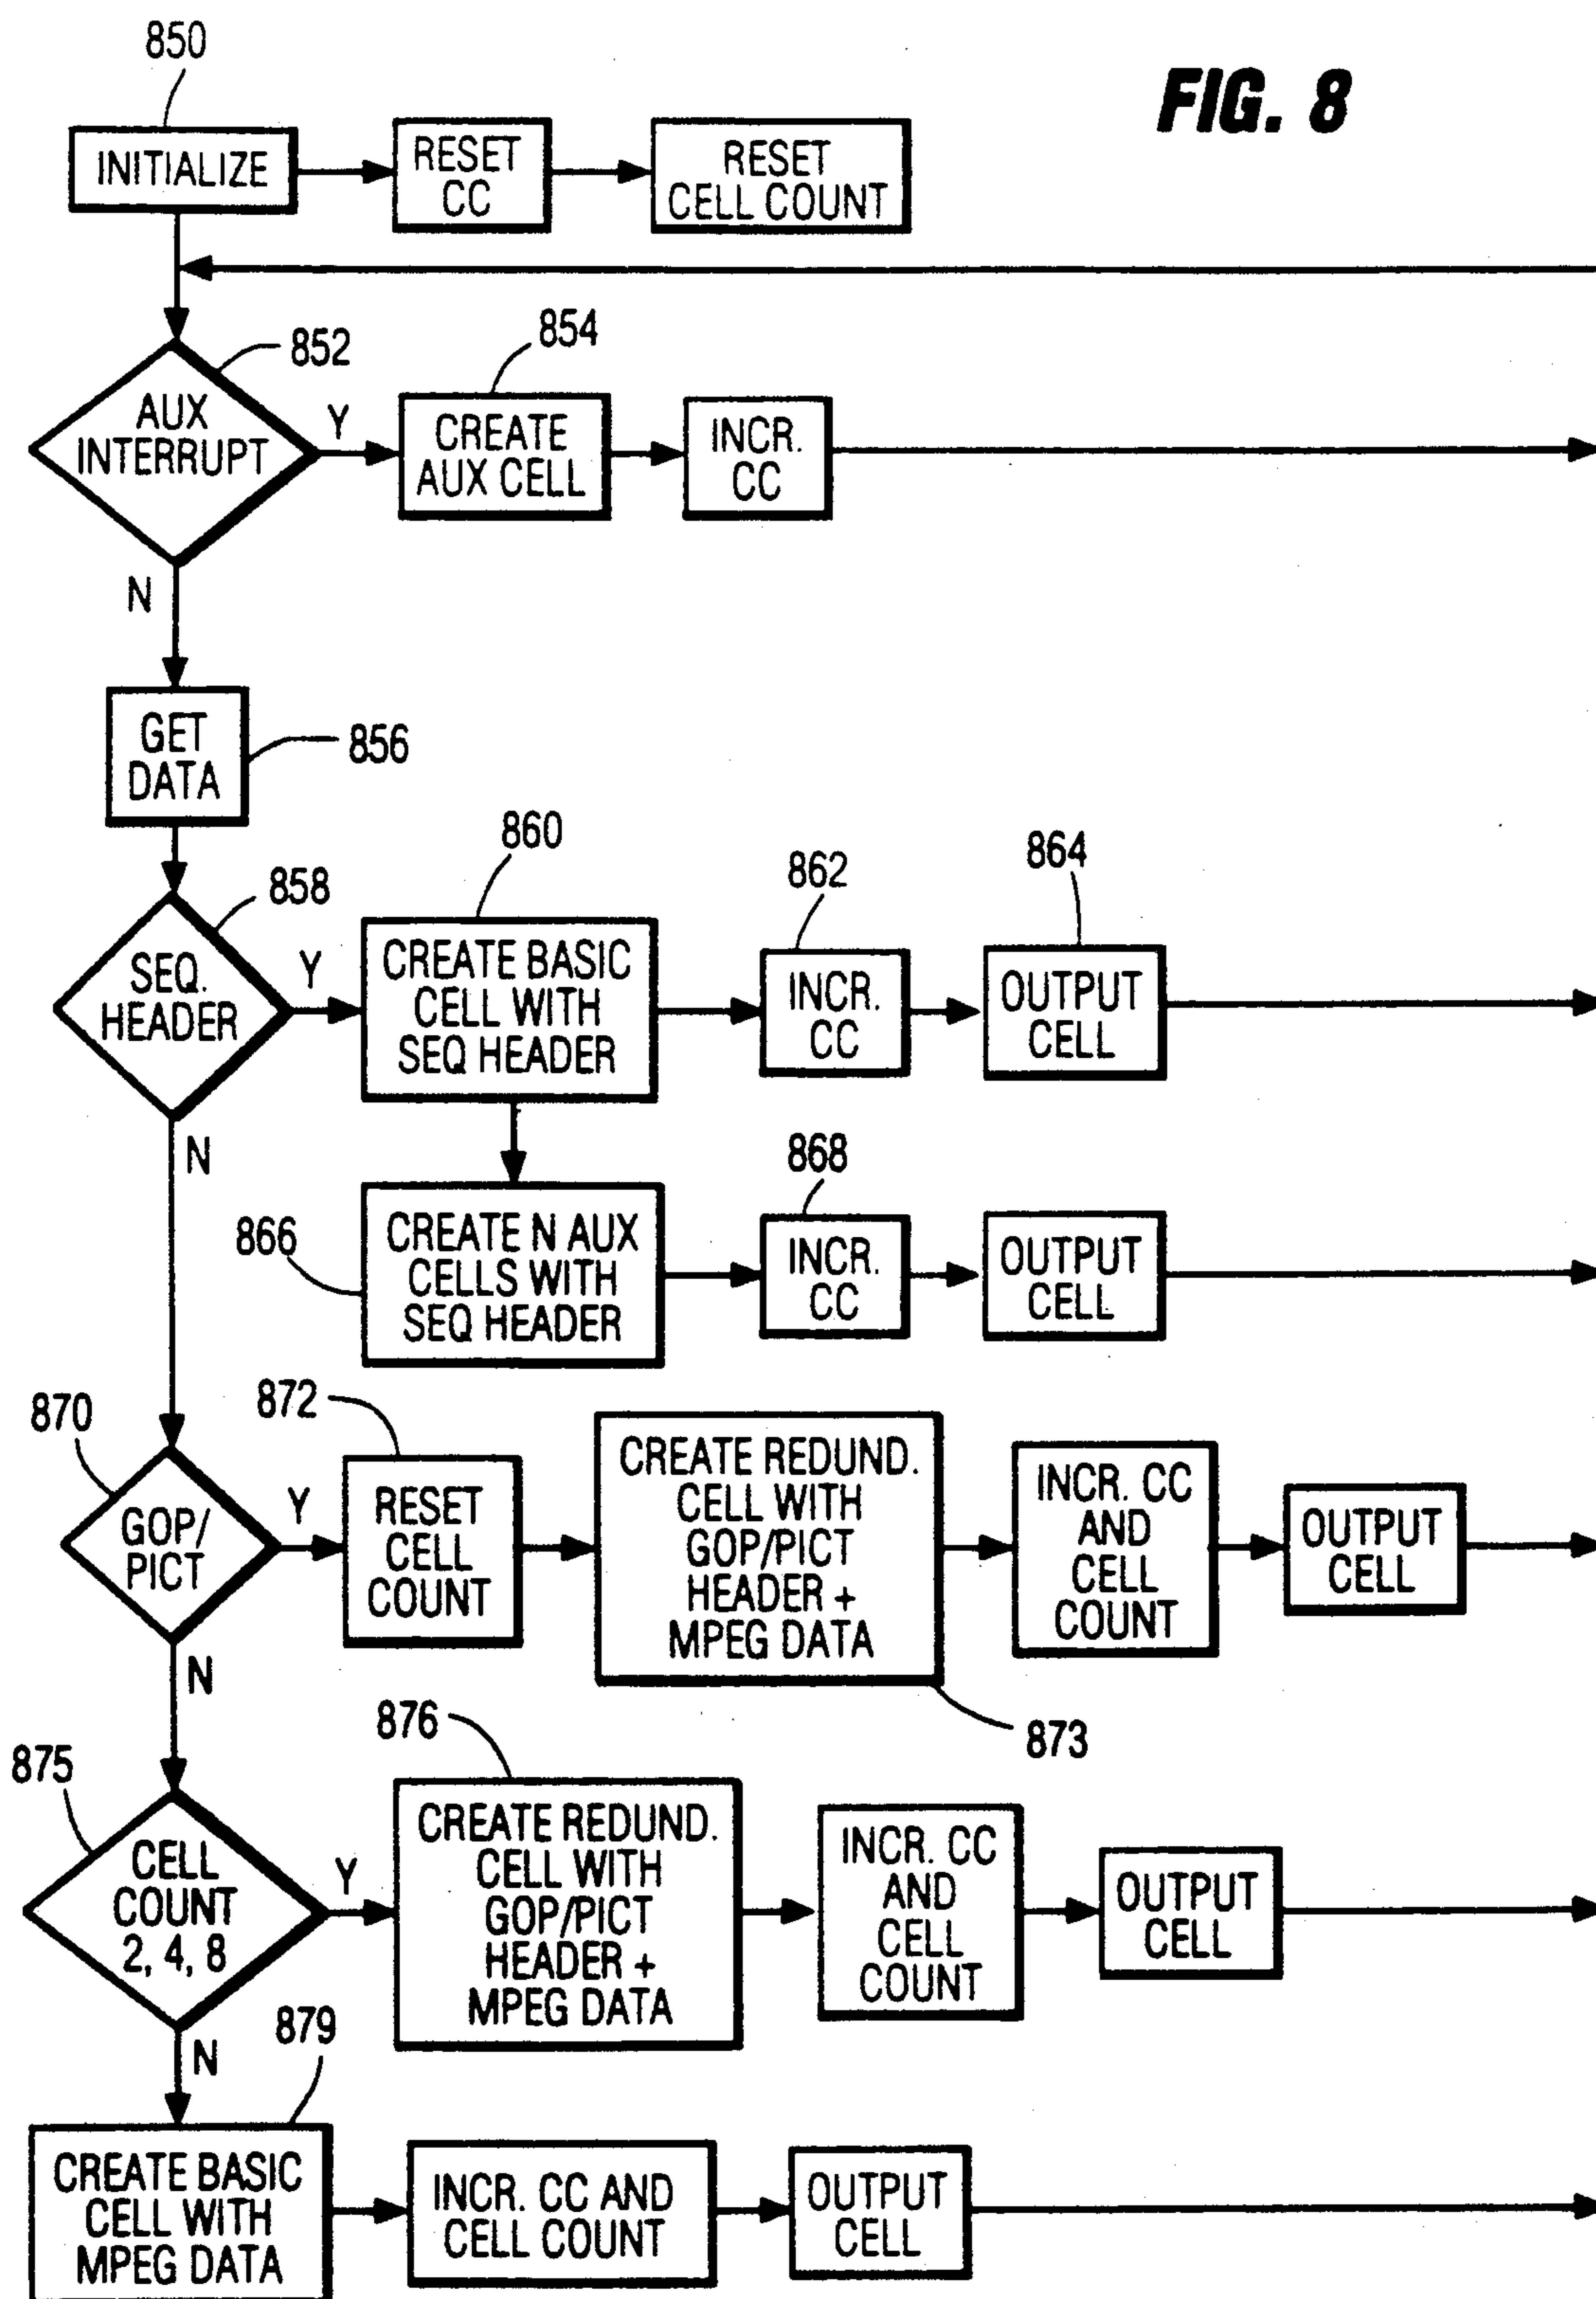 850
FIG. 8
INITIALIZE
RESET
CC
RESET
CELL COUNT
852
AUX
INTERRUPT
Y
854
CREATE
AUX CELL
INCR.
CC
N
GET
DATA
856
858
SEQ.
HEADER
Y
860
CREATE BASIC
CELL WITH
SEQ HEADER
862
INCR.
CC
864
OUTPUT
CELL
N
866
CREATE N AUX
CELLS WITH
SEQ HEADER
868
INCR.
CC
OUTPUT
CELL
870
GOP/
PICT
Y
872
RESET
CELL
COUNT
CREATE REDUND.
CELL WITH
GOP/PICT
HEADER +
MPEG DATA
873
INCR. CC
AND
CELL
COUNT
OUTPUT
CELL
N
875
CELL
COUNT
2, 4, 8
Y
876
CREATE REDUND.
CELL WITH
GOP/PICT
HEADER +
MPEG DATA
INCR. CC
AND
CELL
COUNT
OUTPUT
CELL
N
879
CREATE BASIC
CELL WITH
MPEG DATA
INCR. CC AND
CELL COUNT
OUTPUT
CELL